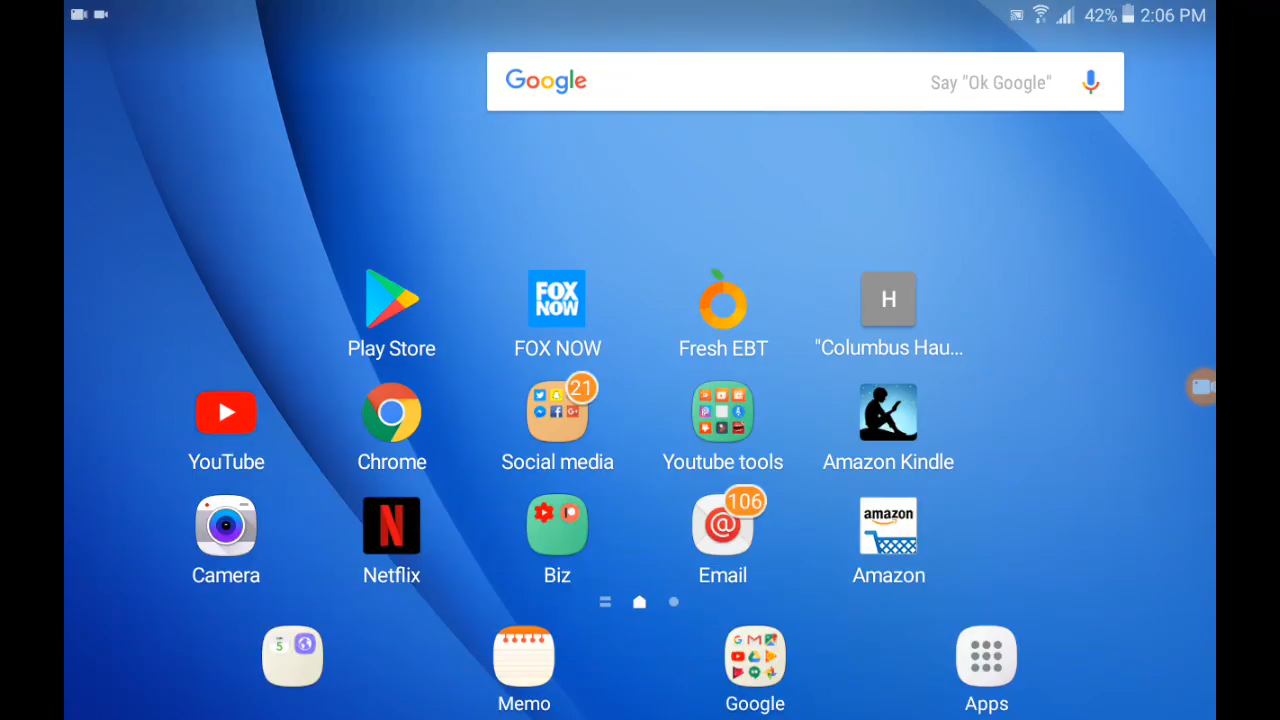 42% 2:06 PM
Google Say "Ok Google"
FOX NOW
H
Play Store FOX NOW Fresh EBT "Columbus Hau...
21
YouTube Chrome Social media Youtube tools Amazon Kindle
106
amazon
Camera Netflix Biz Email Amazon
5
Memo Google Apps